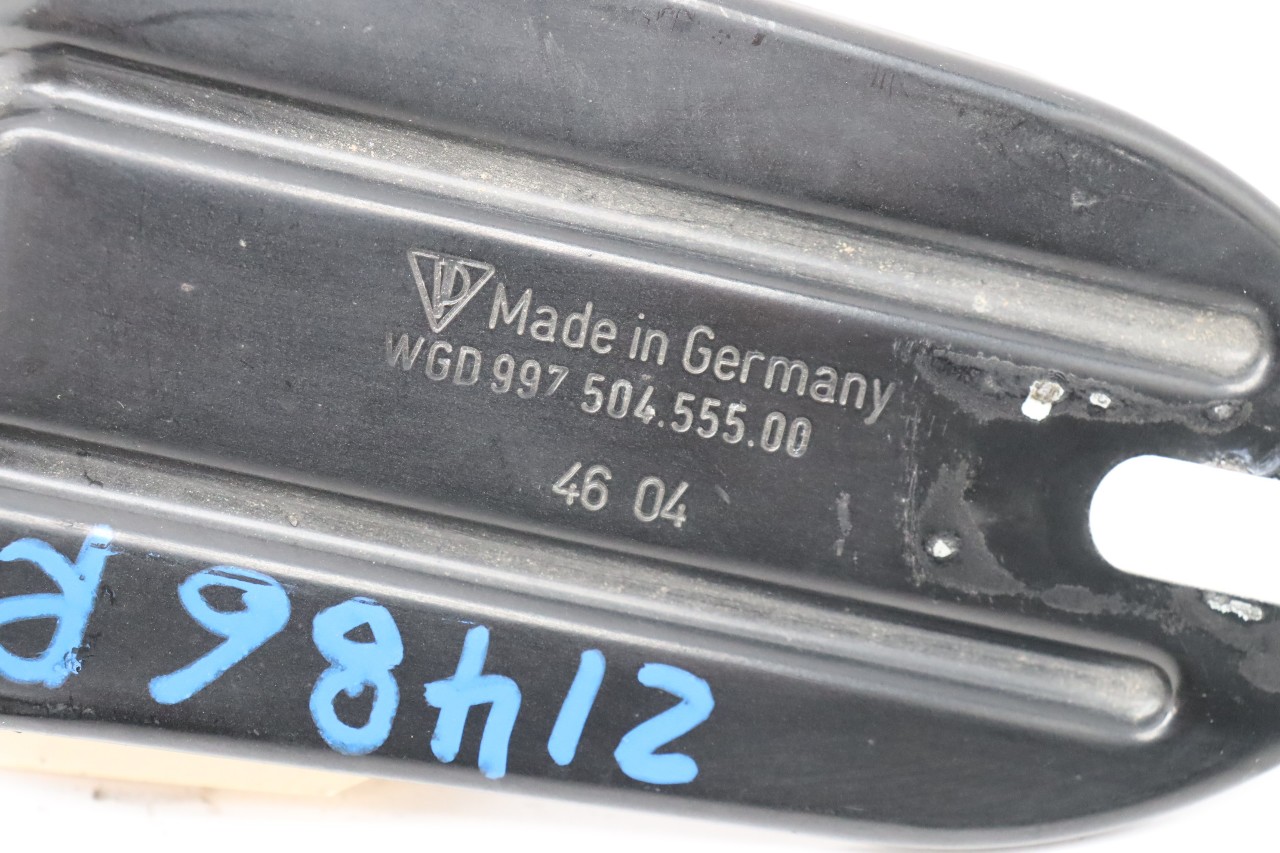 Made in Germany
WGD 997 504.555.00
46 04
21486 R